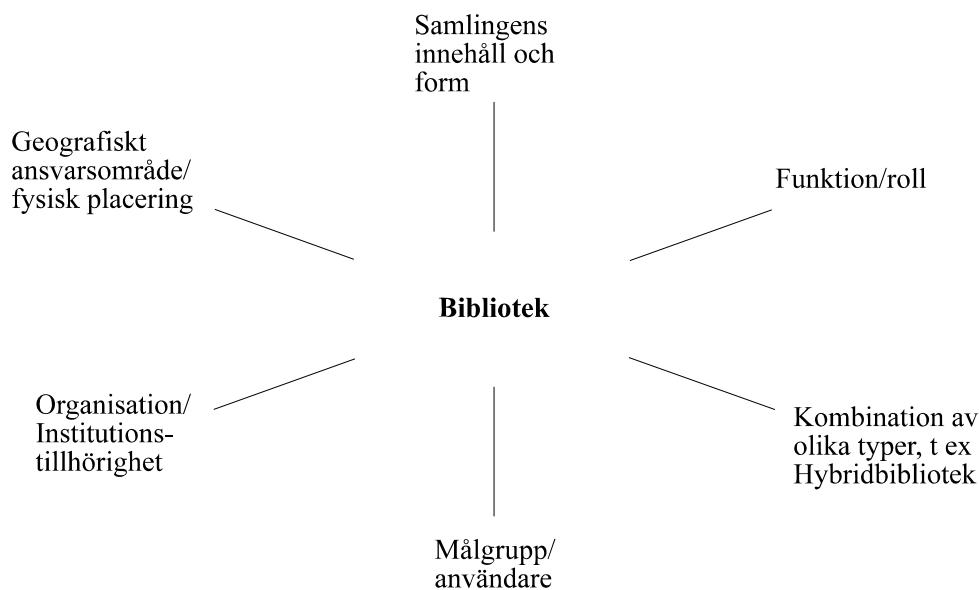 Samlingens
innehåll och
form
Geografiskt
ansvarsområde/
fysisk placering
Funktion/roll
Bibliotek
Organisation/
Institutions-
tillhörighet
Kombination av
olika typer, t ex
Hybridbibliotek
Målgrupp/
användare